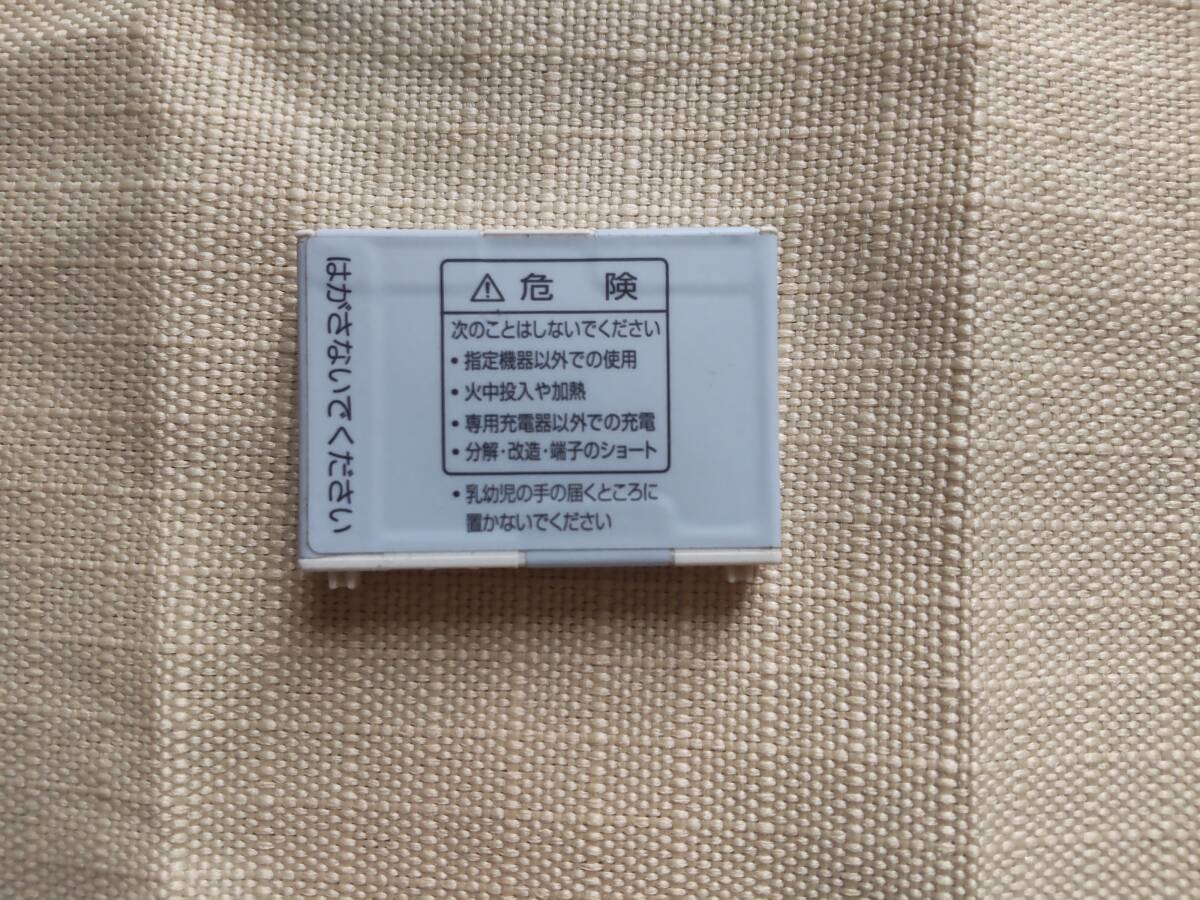 はがさないでください
⚠ 危 険
次のことはしないでください
・指定機器以外での使用
・火中投入や加熱
・専用充電器以外での充電
・分解・改造・端子のショート
・乳幼児の手の届くところに
置かないでください